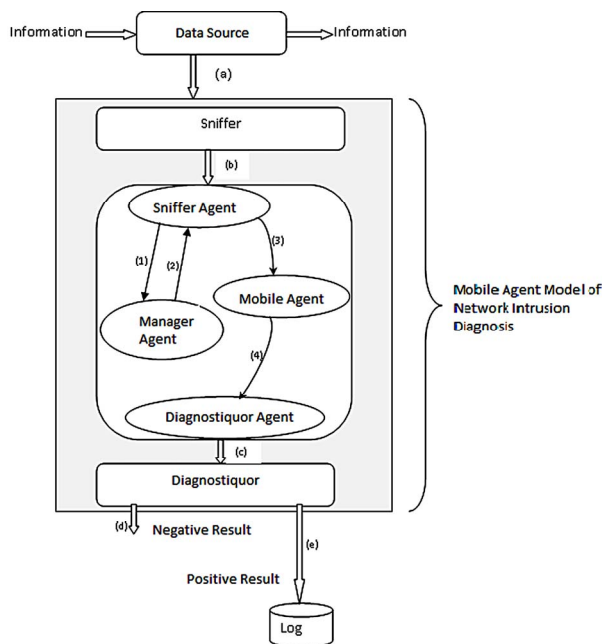 Information
Data Source
Information
(a)
Sniffer
(b)
Sniffer Agent
(1)
(2)
(3)
Mobile Agent
Manager
Agent
(4)
Mobile Agent Model of
Network Intrusion
Diagnosis
Diagnostiquor Agent
(c)
Diagnostiquor
(d)
Negative Result
(e)
Positive Result
Log